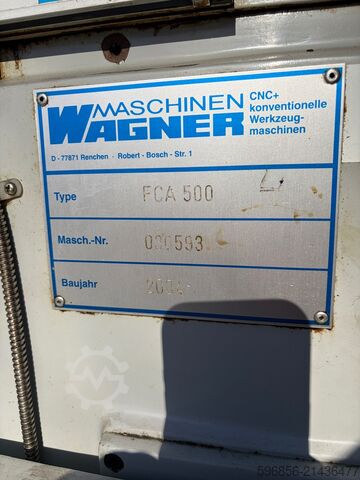 MASCHINEN
WAGNER
CNC+
konventionelle
Werkzeug-
maschinen
D - 77871 Renchen · Robert - Bosch - Str. 1
Type FCA 500
Masch.-Nr.
Baujahr
Machineseeker
596856-21436477